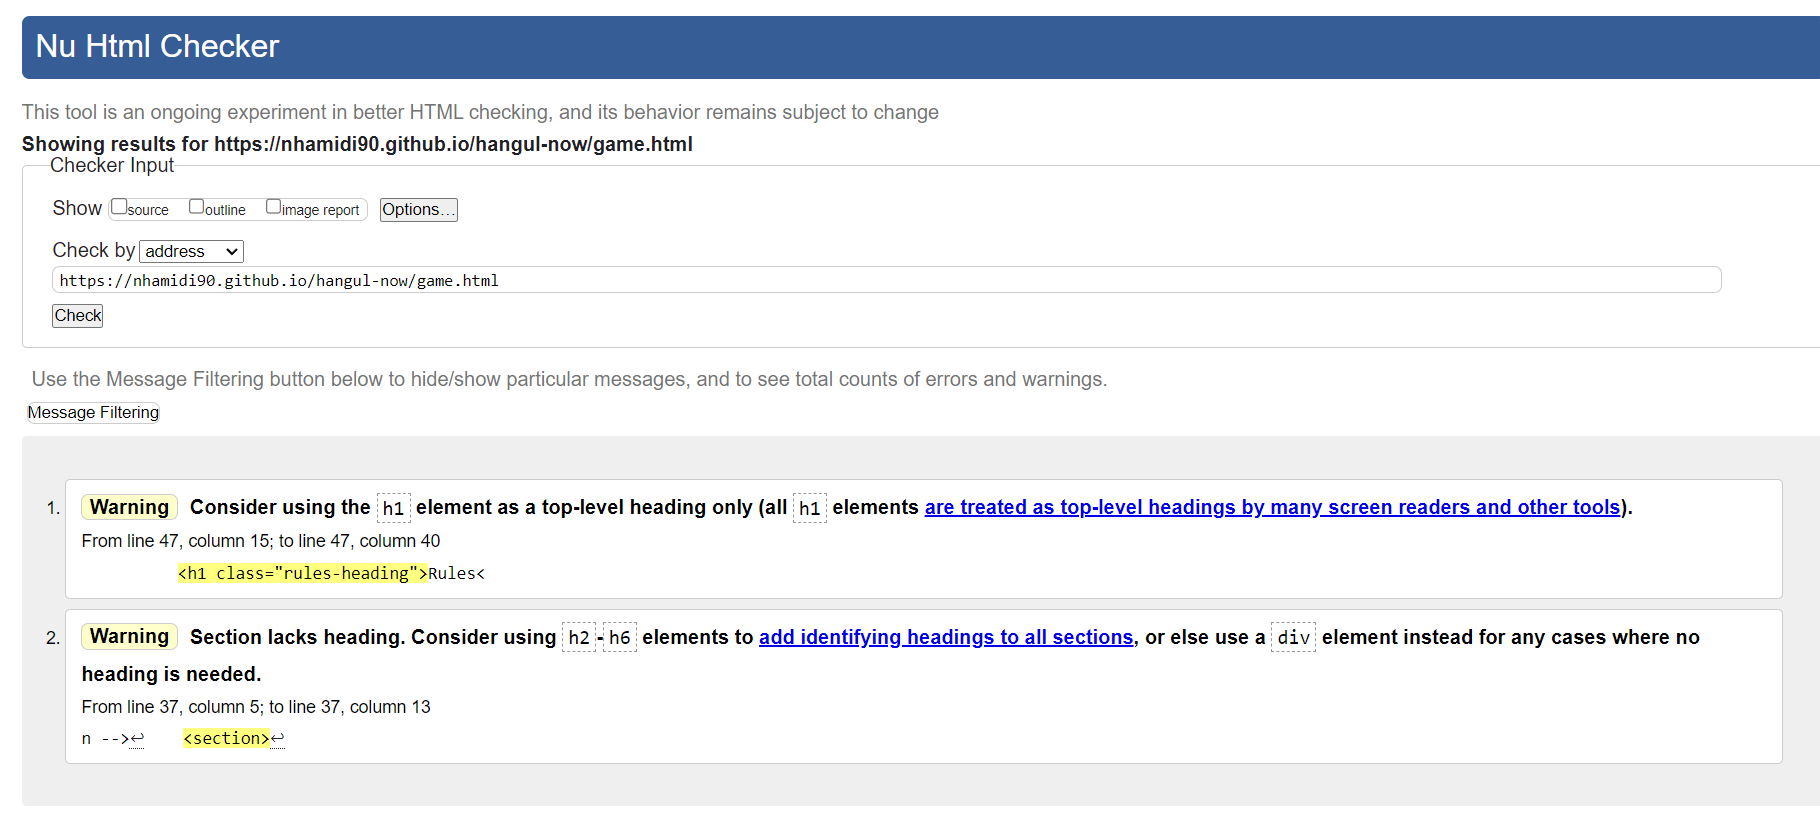 Nu Html Checker
This tool is an ongoing experiment in better HTML checking, and its behavior remains subject to change
Showing results for https://nhamidi90.github.io/hangul-now/game.html
Checker Input
Show source outline image report Options...
Check by address
https://nhamidi90.github.io/hangul-now/game.html
Check
Use the Message Filtering button below to hide/show particular messages, and to see total counts of errors and warnings.
Message Filtering
1. Warning Consider using the h1 element as a top-level heading only (all h1 elements are treated as top-level headings by many screen readers and other tools).
From line 47, column 15; to line 47, column 40
<h1 class="rules-heading">Rules<
2. Warning Section lacks heading. Consider using h2-h6 elements to add identifying headings to all sections, or else use a div element instead for any cases where no
heading is needed.
From line 37, column 5; to line 37, column 13
n -->↩ <section>↩